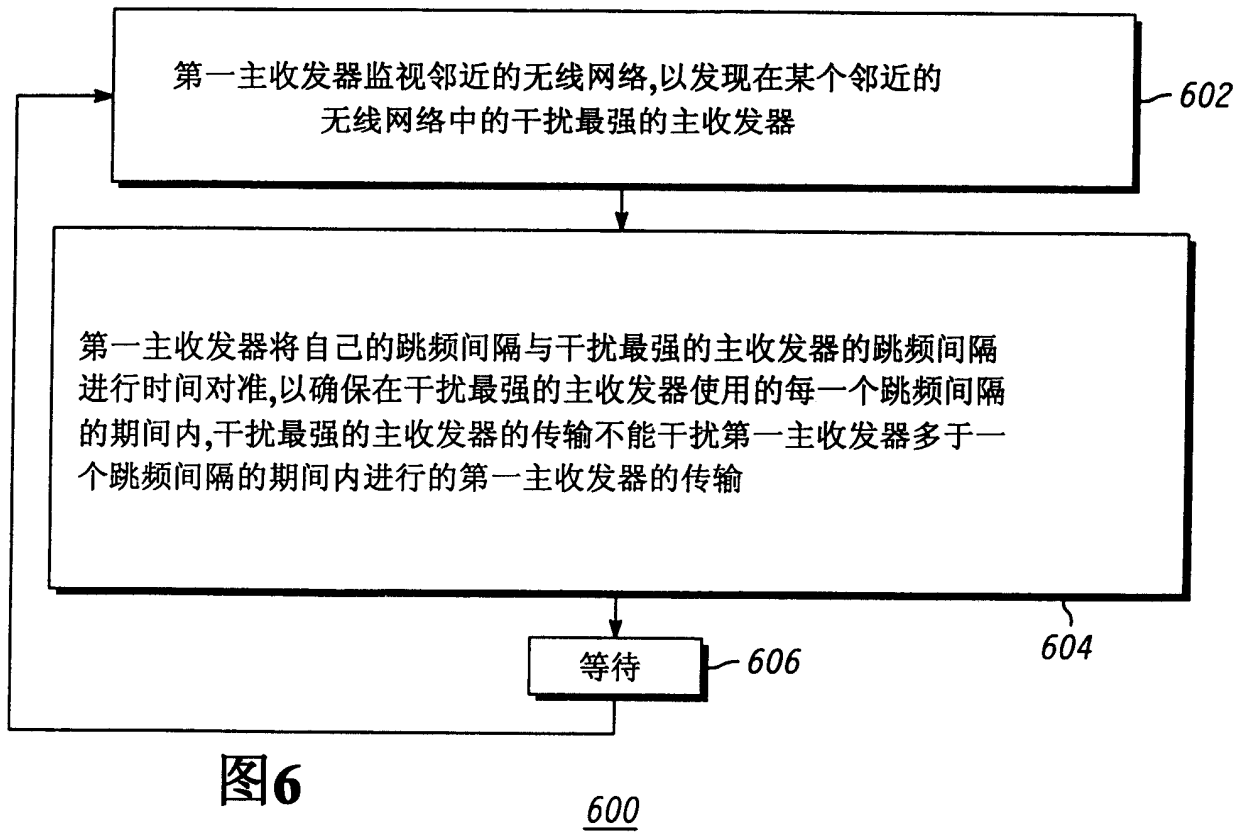 第一主收发器监视邻近的无线网络,以发现在某个邻近的
无线网络中的干扰最强的主收发器
602
第一主收发器将自己的跳频间隔与干扰最强的主收发器的跳频间隔
进行时间对准,以确保在干扰最强的主收发器使用的每一个跳频间隔
的期间内,干扰最强的主收发器的传输不能干扰第一主收发器多于一
个跳频间隔的期间内进行的第一主收发器的传输
604
等待
606
图6
600